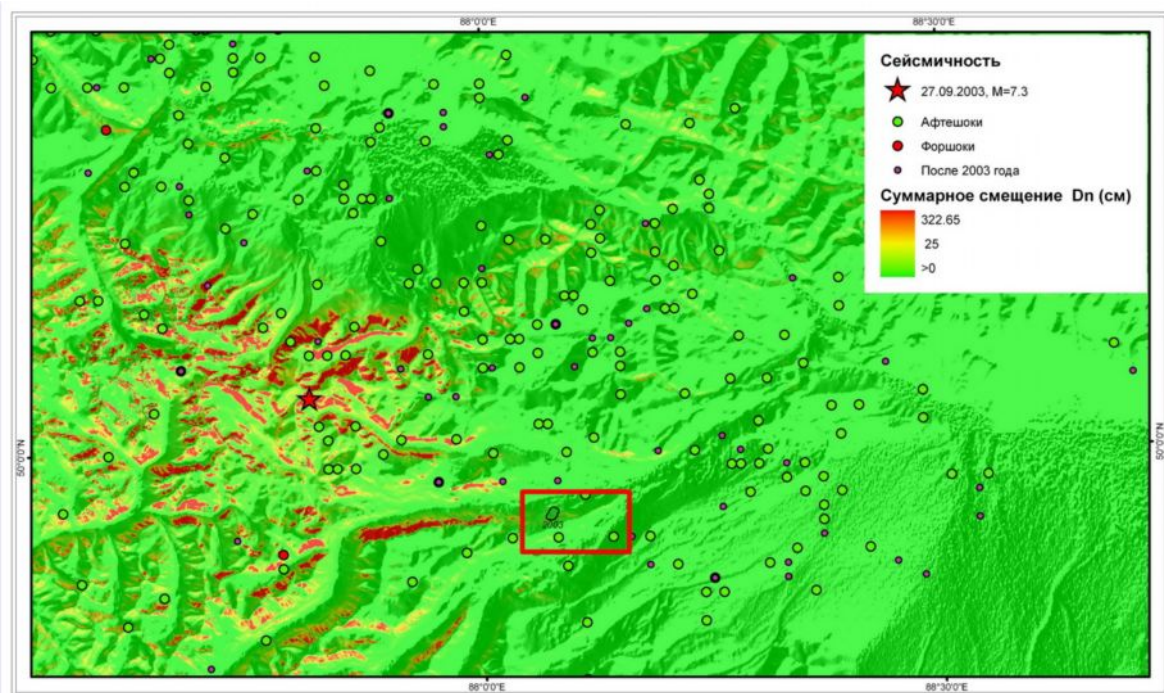 88°0'0"E
88°30'0"E
Сейсмичность
27.09.2003, M=7.3
Афтешоки
Форшоки
После 2003 года
Суммарное смещение Dn (см)
322.65
25
>0
50°0'0"N
50°0'0"N
2003
88°0'0"E
88°30'0"E